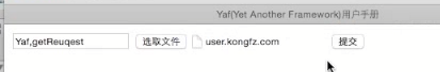 Yaf(Yet Another Framework)用户手册
Yaf,getReuqest 选取文件 user.kongfz.com 提交